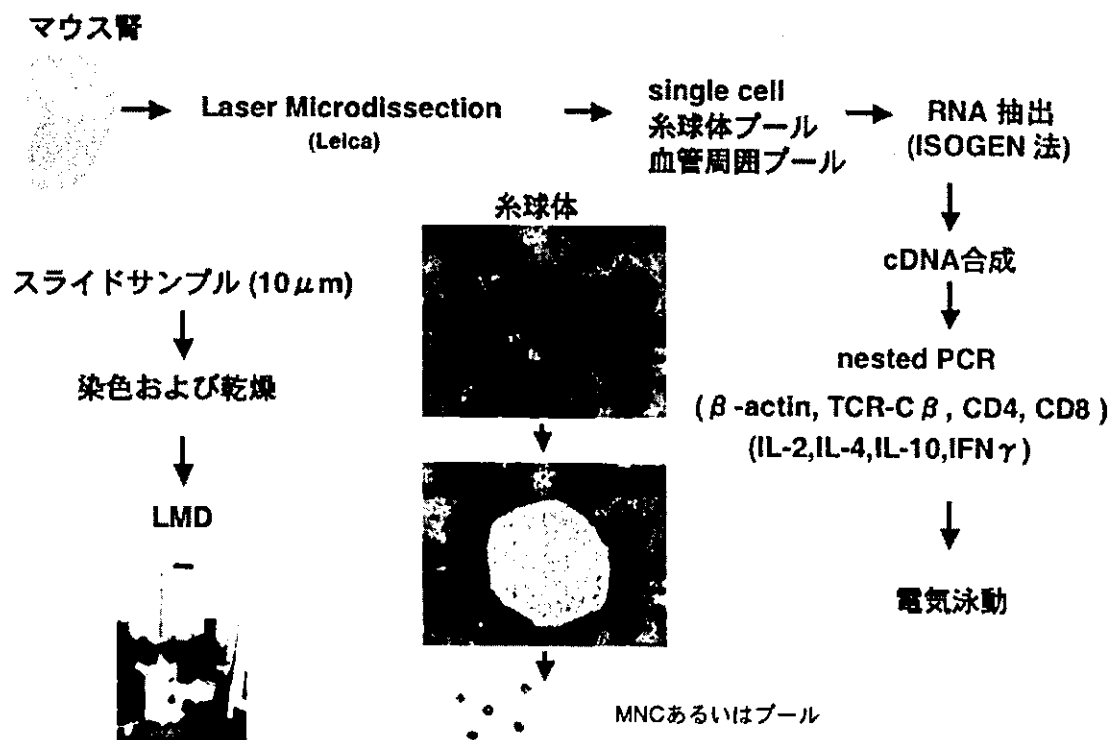 マウス腎
Laser Microdissection
(Leica)
single cell
糸球体プール
血管周囲プール
RNA 抽出
(ISOGEN 法)
糸球体
cDNA合成
スライドサンプル (10μm)
染色および乾燥
nested PCR
(β-actin, TCR-Cβ, CD4, CD8)
(IL-2,IL-4,IL-10,IFNγ)
LMD
電気泳動
MNCあるいはプール